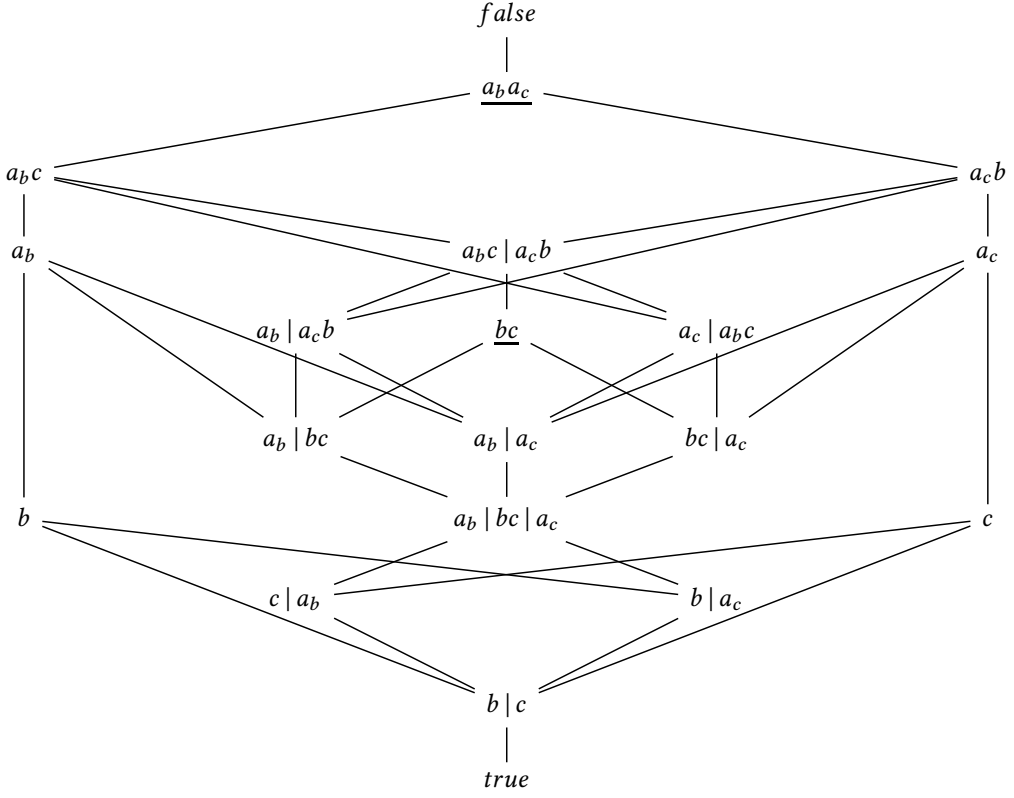 false
a_b a_c
a_b c a_c b
a_b a_b c | a_c b a_c
a_b | a_c b bc a_c | a_b c
a_b | bc a_b | a_c bc | a_c
b a_b | bc | a_c c
c | a_b b | a_c
b | c
true